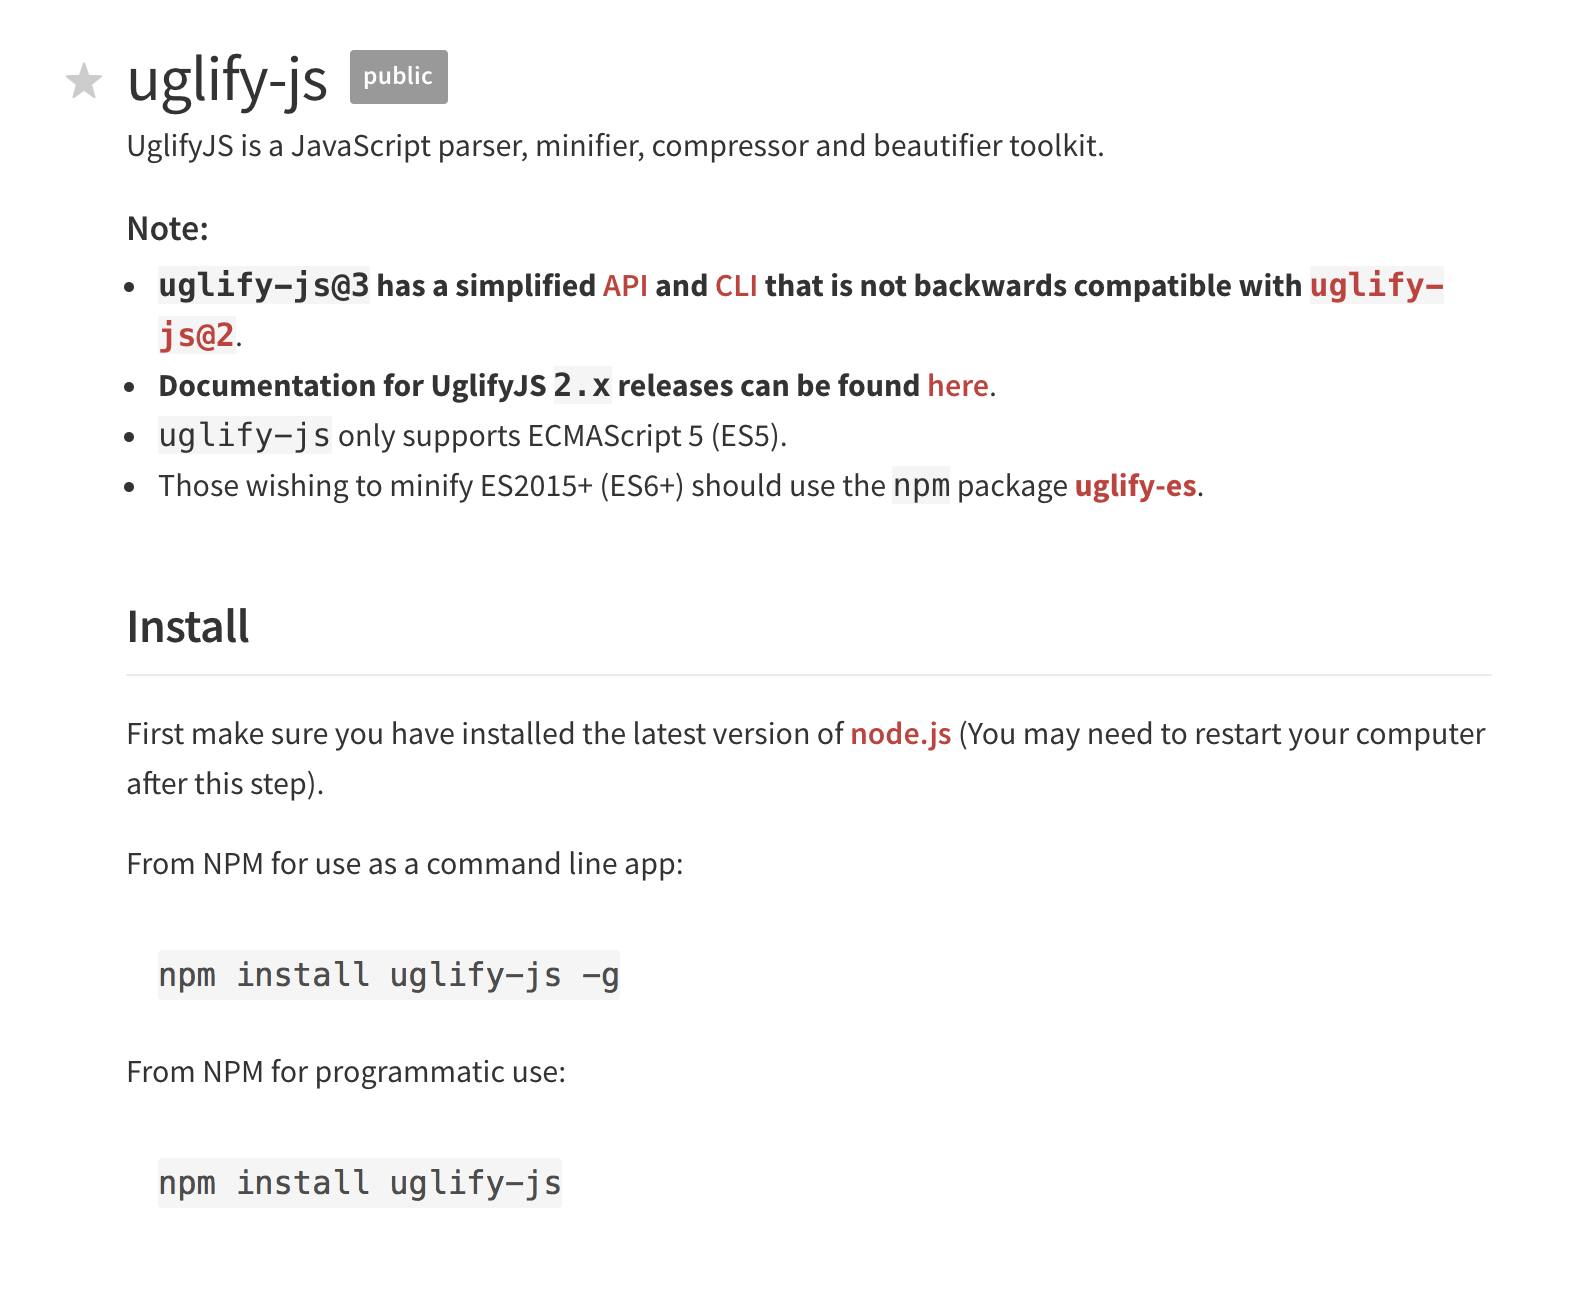 uglify-js public
UglifyJS is a JavaScript parser, minifier, compressor and beautifier toolkit.
Note:
• uglify-js@3 has a simplified API and CLI that is not backwards compatible with uglify-
js@2.
• Documentation for UglifyJS 2.x releases can be found here.
• uglify-js only supports ECMAScript 5 (ES5).
• Those wishing to minify ES2015+ (ES6+) should use the npm package uglify-es.
Install
First make sure you have installed the latest version of node.js (You may need to restart your computer
after this step).
From NPM for use as a command line app:
npm install uglify-js -g
From NPM for programmatic use:
npm install uglify-js